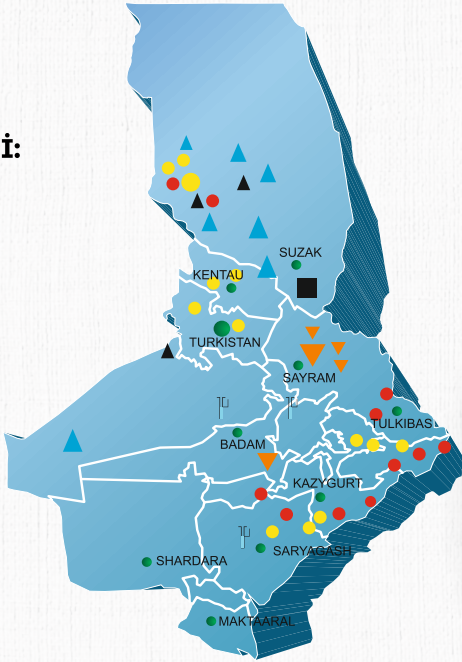 İ:
SUZAK
KENTAU
TURKISTAN
SAYRAM
TULKIBAS
BADAM
KAZYGURT
SARYAGASH
SHARDARA
MAKTAARAL